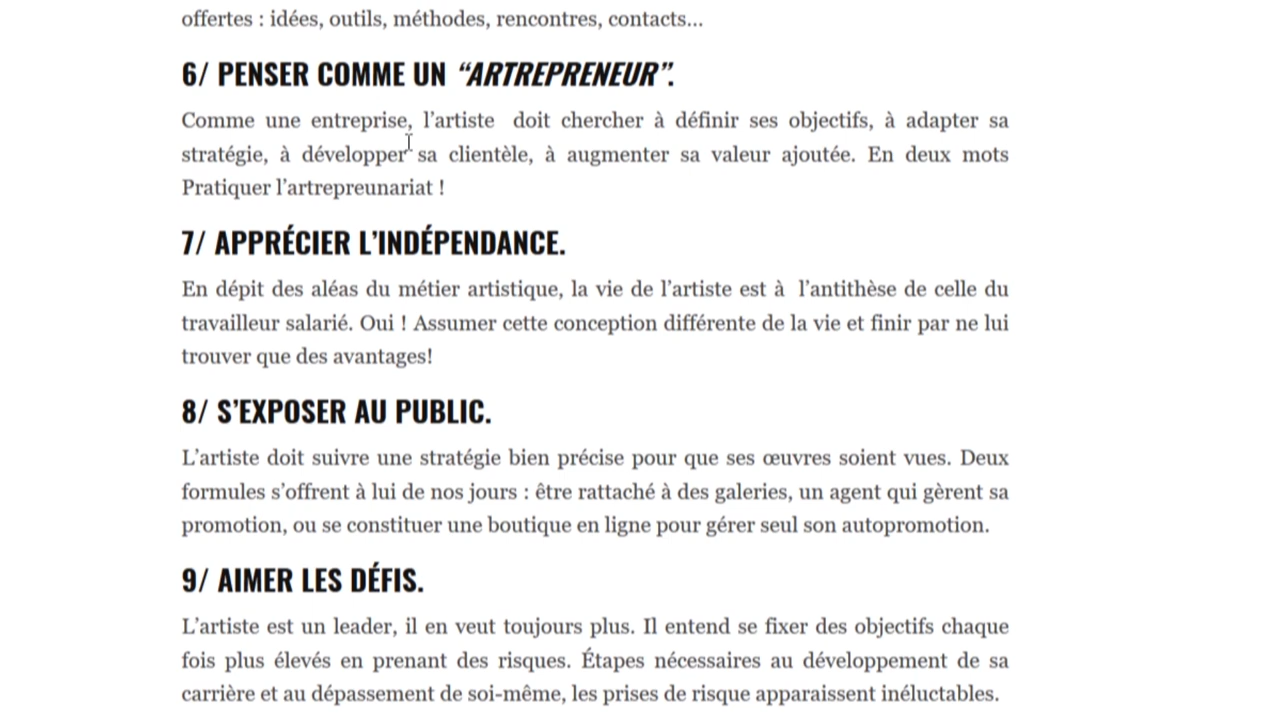 offertes : idées, outils, méthodes, rencontres, contacts...
6/ PENSER COMME UN “ARTREPRENEUR”.
Comme une entreprise, l’artiste doit chercher à définir ses objectifs, à adapter sa
stratégie, à développer sa clientèle, à augmenter sa valeur ajoutée. En deux mots
Pratiquer l’artrepreunariat !
7/ APPRÉCIER L’INDÉPENDANCE.
En dépit des aléas du métier artistique, la vie de l’artiste est à l’antithèse de celle du
travailleur salarié. Oui ! Assumer cette conception différente de la vie et finir par ne lui
trouver que des avantages!
8/ S’EXPOSER AU PUBLIC.
L’artiste doit suivre une stratégie bien précise pour que ses œuvres soient vues. Deux
formules s’offrent à lui de nos jours : être rattaché à des galeries, un agent qui gèrent sa
promotion, ou se constituer une boutique en ligne pour gérer seul son autopromotion.
9/ AIMER LES DÉFIS.
L’artiste est un leader, il en veut toujours plus. Il entend se fixer des objectifs chaque
fois plus élevés en prenant des risques. Étapes nécessaires au développement de sa
carrière et au dépassement de soi-même, les prises de risque apparaissent inéluctables.